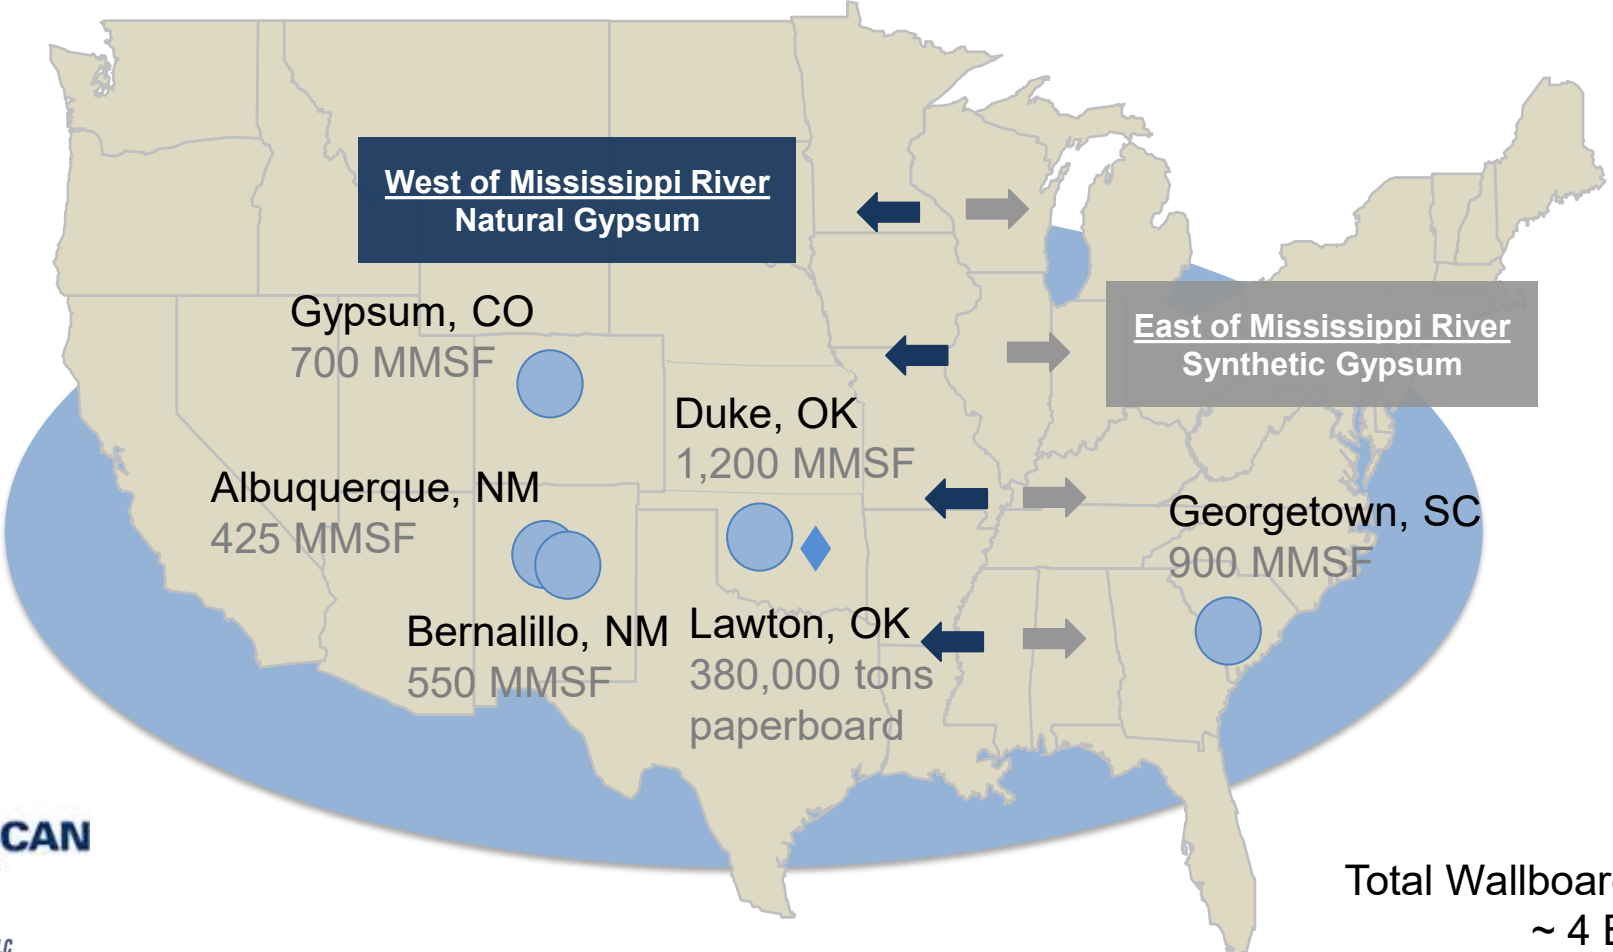 West of Mississippi River
Natural Gypsum
East of Mississippi River
Synthetic Gypsum
Gypsum, CO
700 MMSF
Duke, OK
1,200 MMSF
Albuquerque, NM
425 MMSF
Georgetown, SC
900 MMSF
Bernalillo, NM
550 MMSF
Lawton, OK
380,000 tons
paperboard
CAN
Total Wallboar
~ 4
LC